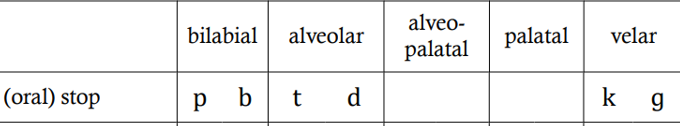 bilabial alveolar alveo-palatal palatal velar
(oral) stop p b t d k g